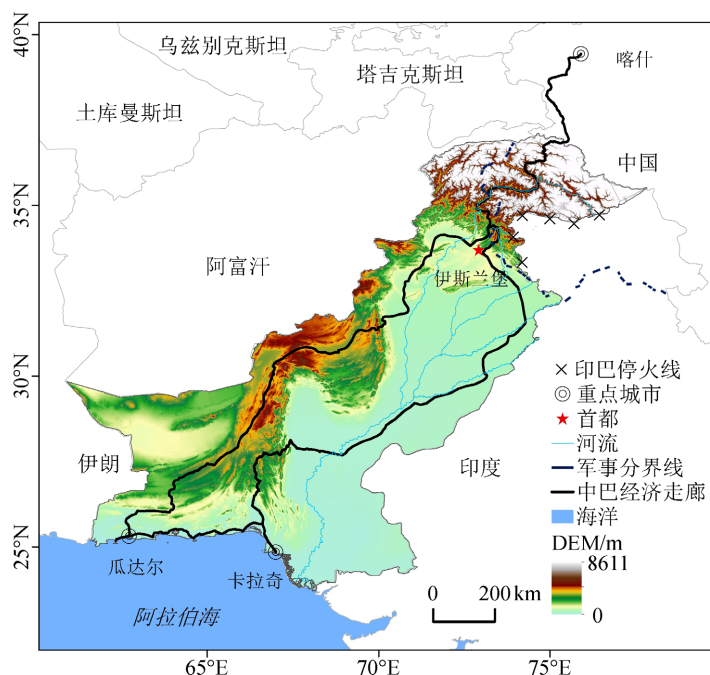 40°N
乌兹别克斯坦
喀什
塔吉克斯坦
土库曼斯坦
中国
35°N
阿富汗
伊斯兰堡
印巴停火线
30°N
重点城市
首都
河流
伊朗
印度
军事分界线
中巴经济走廊
海洋
25°N
DEM/m
8611
瓜达尔
卡拉奇
0 200 km
0
阿拉伯海
65°E 70°E 75°E